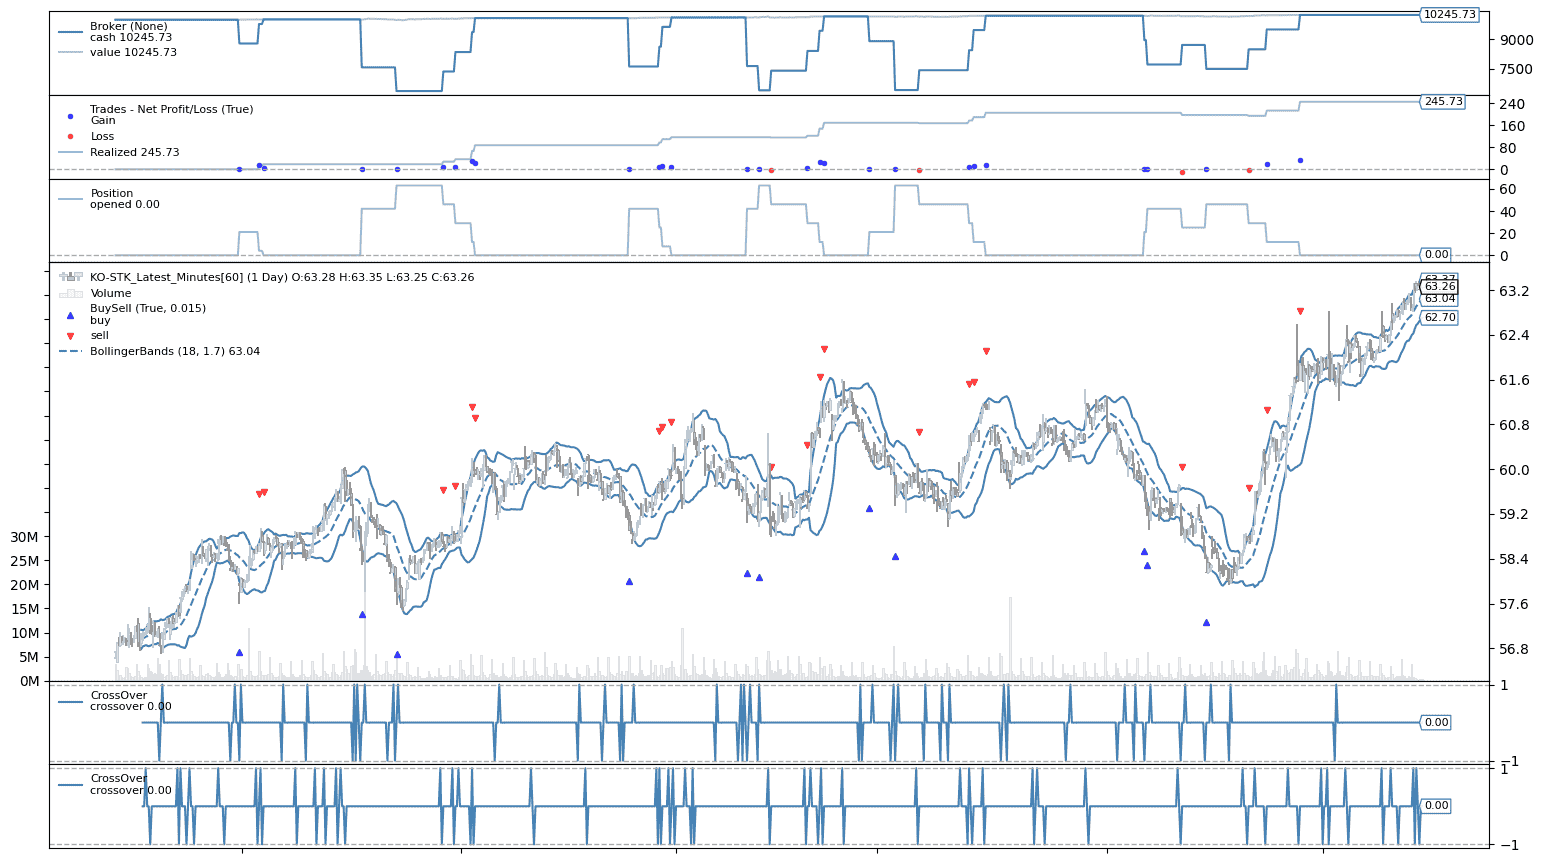 Broker (None)
cash 10245.73
value 10245.73
10245.73
9000
7500
Trades - Net Profit/Loss (True)
Gain
Loss
Realized 245.73
245.73
240
160
80
0
Position
opened 0.00
60
40
20
0
0.00
KO-STK_Latest_Minutes[60] (1 Day) O:63.28 H:63.35 L:63.25 C:63.26
Volume
BuySell (True, 0.015)
buy
sell
BollingerBands (18, 1.7) 63.04
63.37
63.26
63.04
62.70
63.2
62.4
61.6
60.8
60.0
59.2
58.4
57.6
56.8
30M
25M
20M
15M
10M
5M
0M
CrossOver
crossover 0.00
1
0.00
−1
CrossOver
crossover 0.00
1
0.00
−1